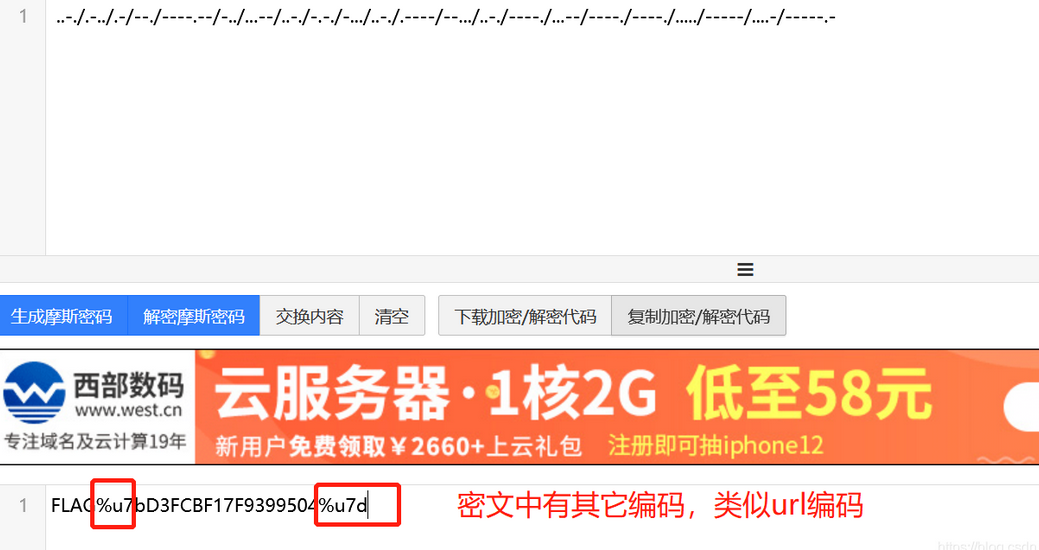 1 ..-./.-../.-/--./----.--/-../...--/..-./-.-./-.../..-./.----/--.../..-./----./...--/----./----./...../-----/....-/-----.-
生成摩斯密码 解密摩斯密码 交换内容 清空 下载加密/解密代码 复制加密/解密代码
西部数码 云服务器·1核2G 低至58元
www.west.cn
专注域名及云计算19年 新用户免费领取￥2660+上云礼包 注册即可抽iphone12
1 FLAG%u7bD3FCBF17F9399504%u7d 密文中有其它编码，类似url编码